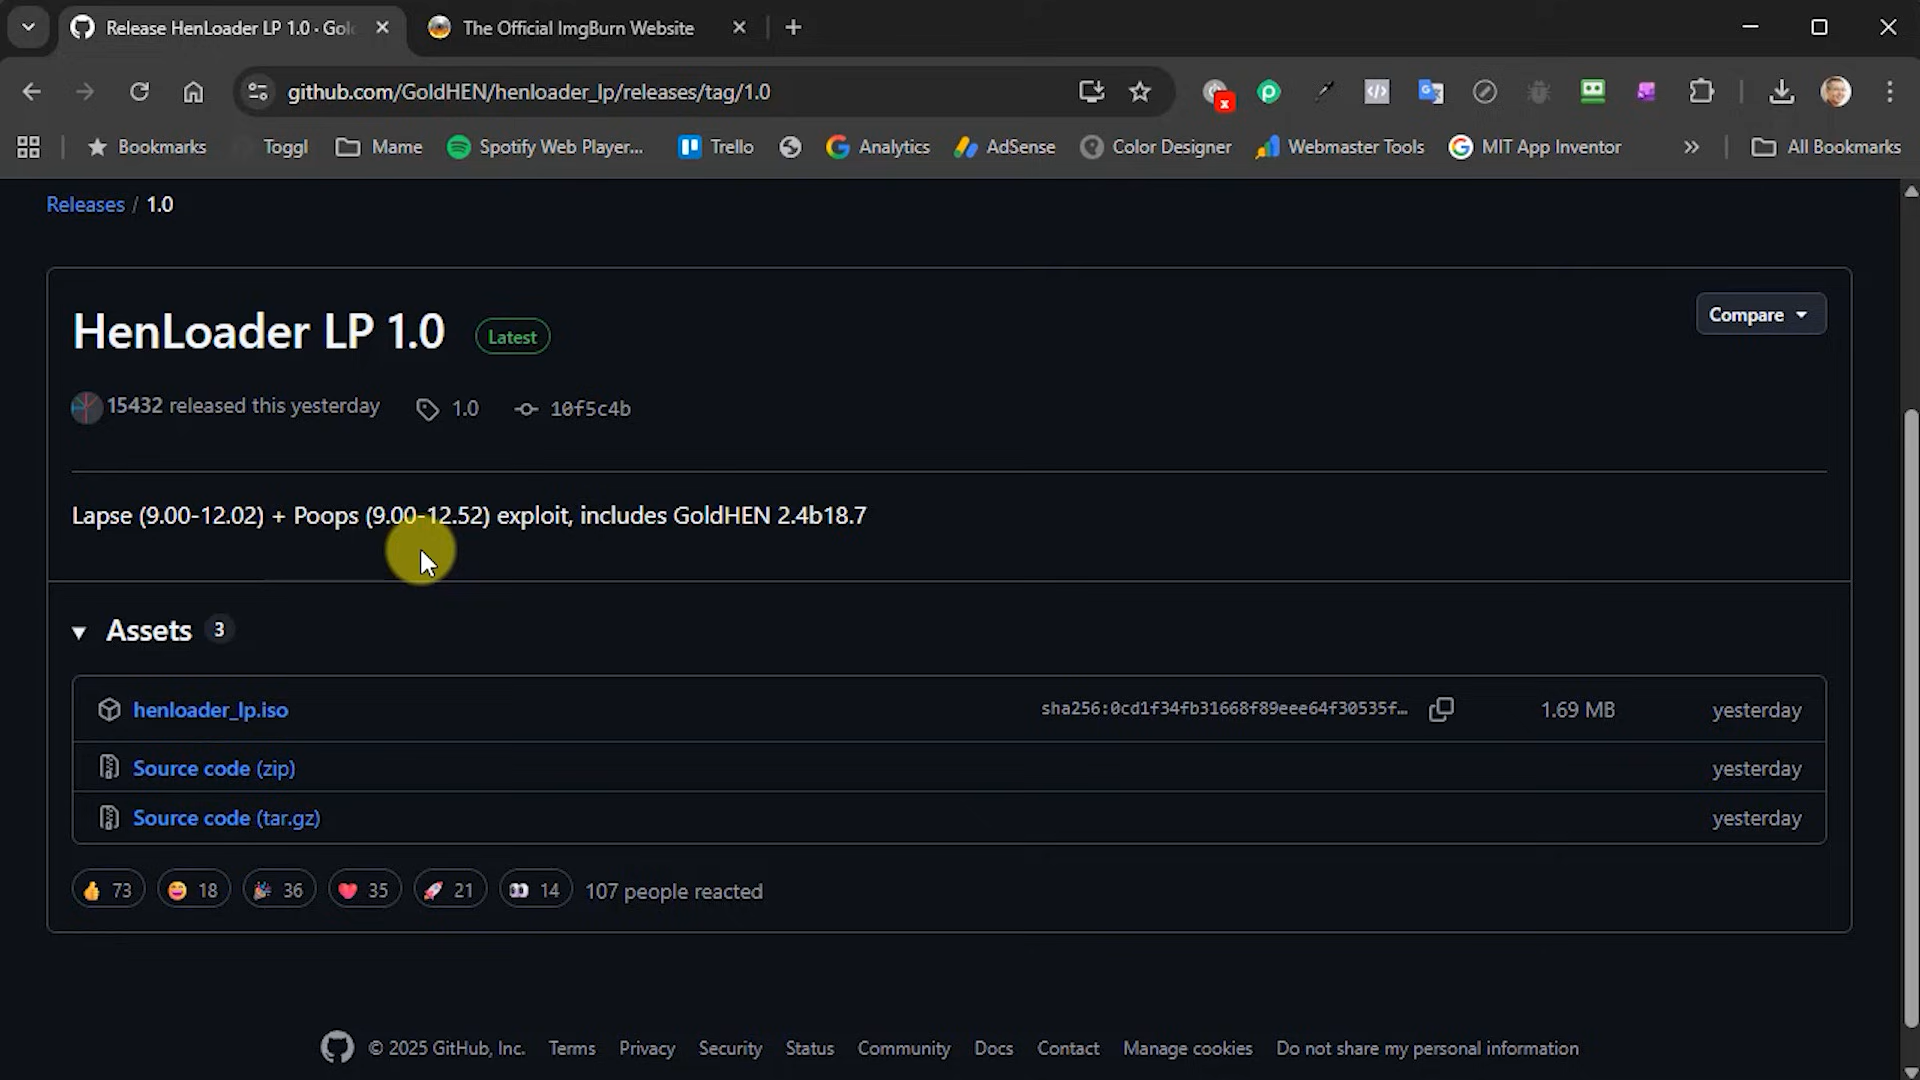 Release HenLoader LP 1.0 · Gol
The Official ImgBurn Website
github.com/GoldHEN/henloader_lp/releases/tag/1.0
Bookmarks
Toggl
Mame
Spotify Web Player...
Trello
Analytics
AdSense
Color Designer
Webmaster Tools
MIT App Inventor
All Bookmarks
Releases / 1.0
HenLoader LP 1.0 Latest
Compare
15432 released this yesterday 1.0 10f5c4b
Lapse (9.00-12.02) + Poops (9.00-12.52) exploit, includes GoldHEN 2.4b18.7
Assets 3
henloader_lp.iso sha256:0cd1f34fb31668f89eee64f30535f… 1.69 MB yesterday
Source code (zip) yesterday
Source code (tar.gz) yesterday
73 18 36 35 21 14 107 people reacted
© 2025 GitHub, Inc. Terms Privacy Security Status Community Docs Contact Manage cookies Do not share my personal information